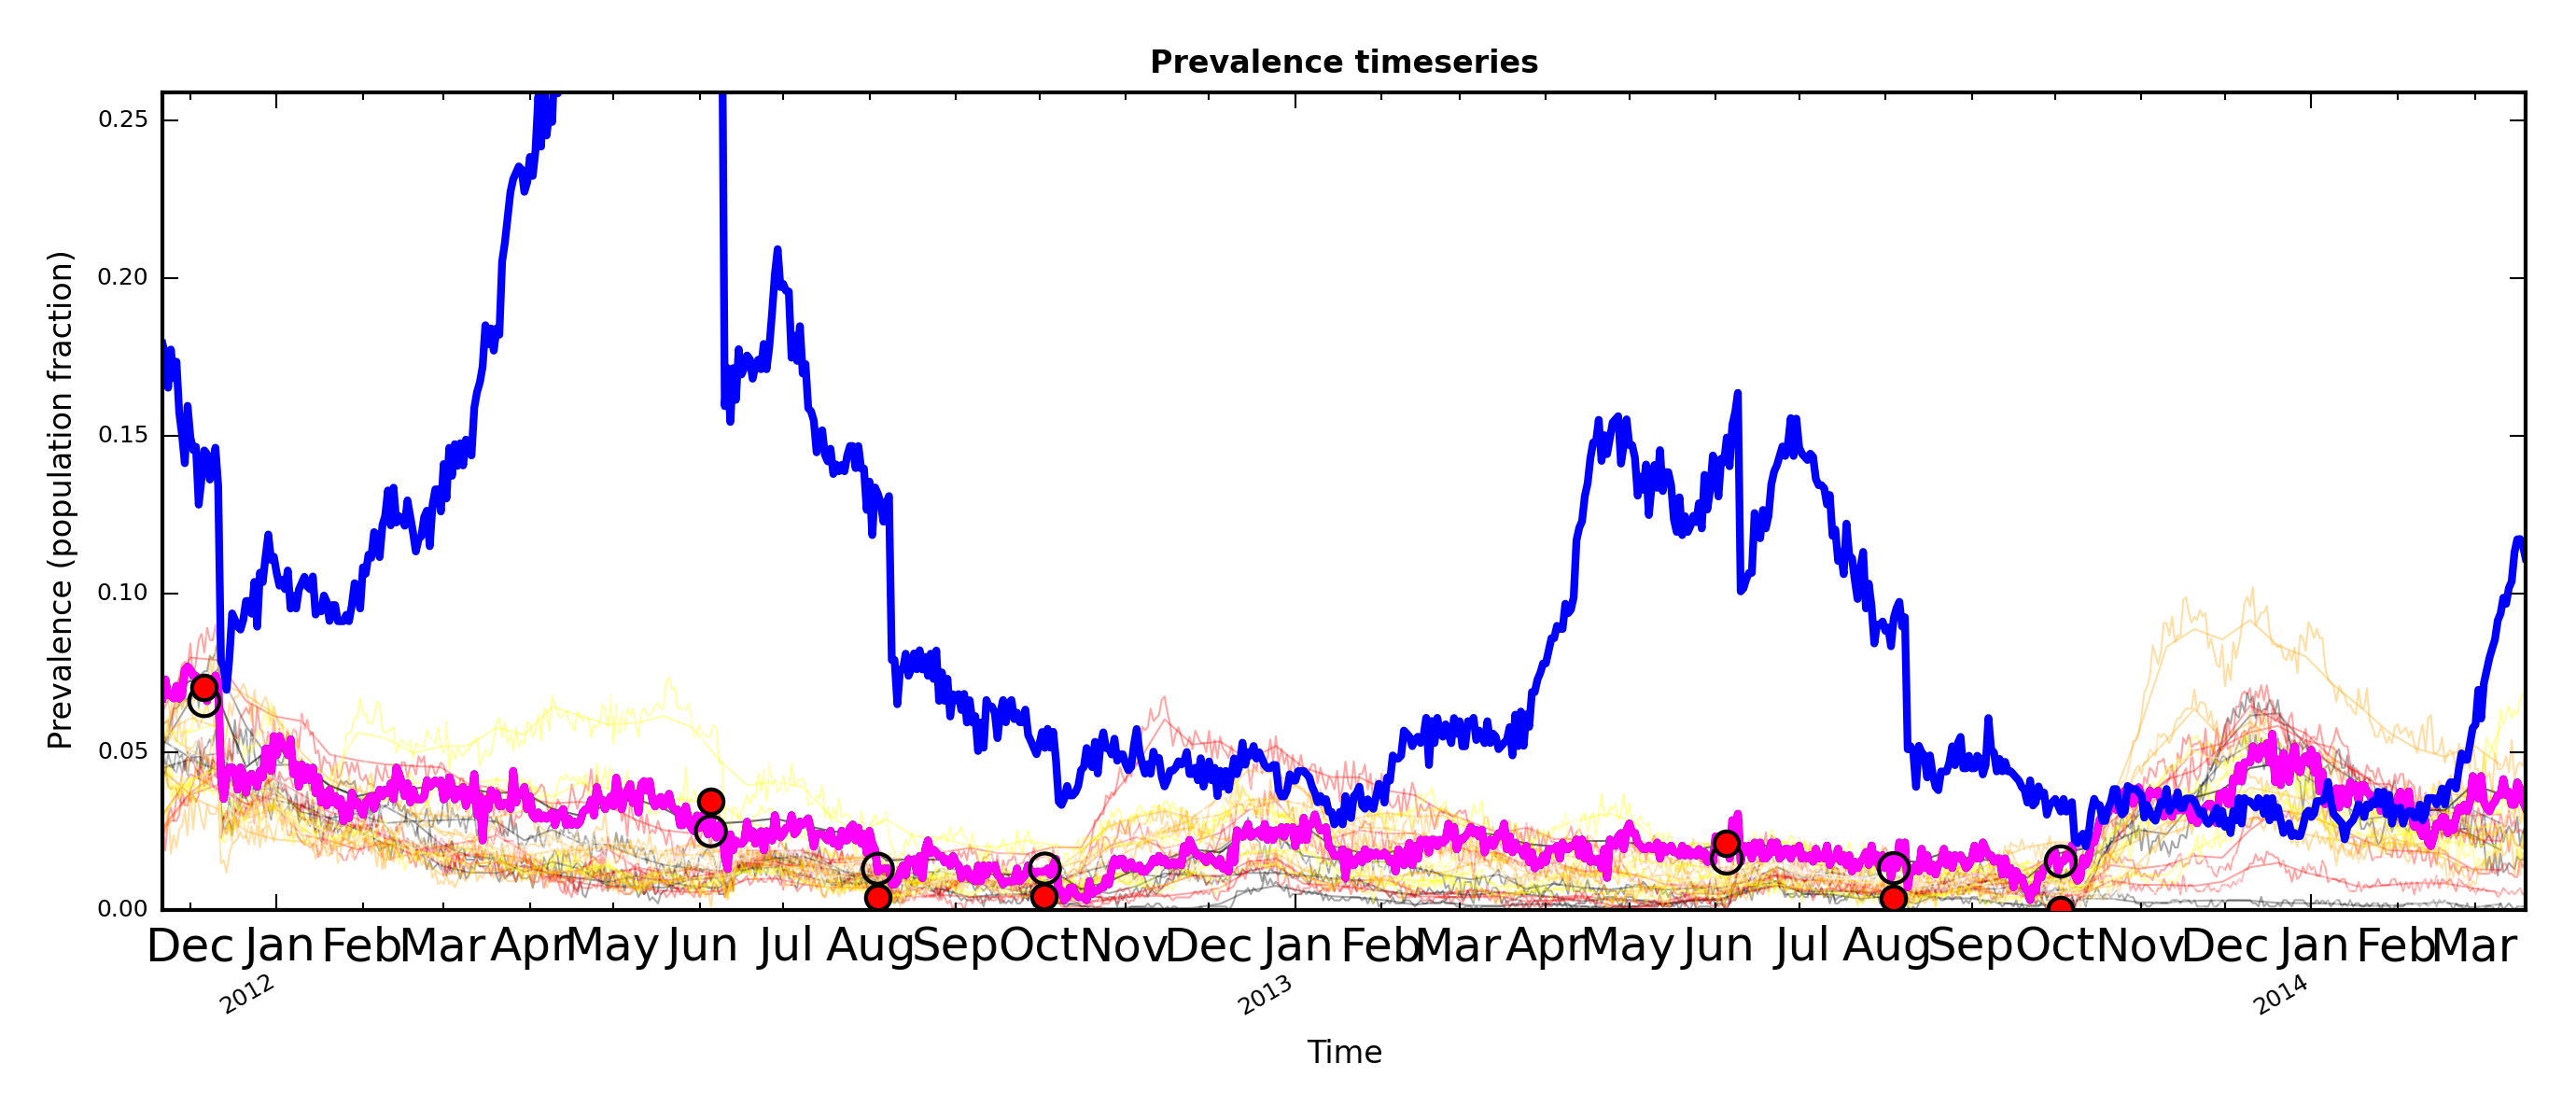 Prevalence timeseries
0.25
0.20
0.15
0.10
0.05
0.00
Prevalence (population fraction)
Dec Jan Feb Mar Apr May Jun Jul Aug Sep Oct Nov Dec Jan Feb Mar Apr May Jun Jul Aug Sep Oct Nov Dec Jan Feb Mar
2012 2013 2014
Time